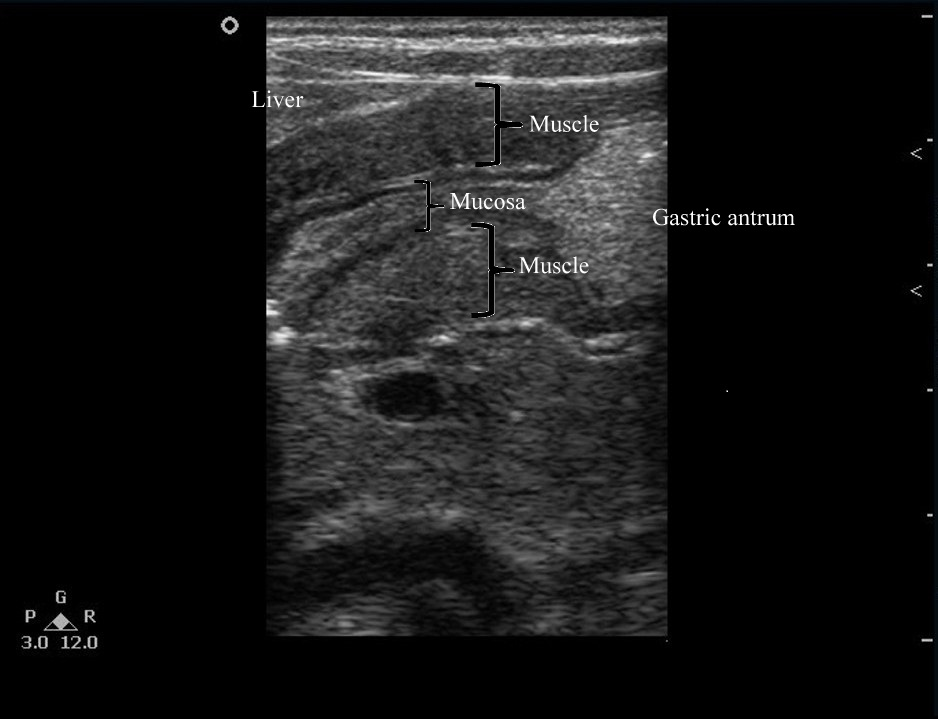 Liver
Muscle
Mucosa
Gastric antrum
Muscle
G
P R
3.0 12.0